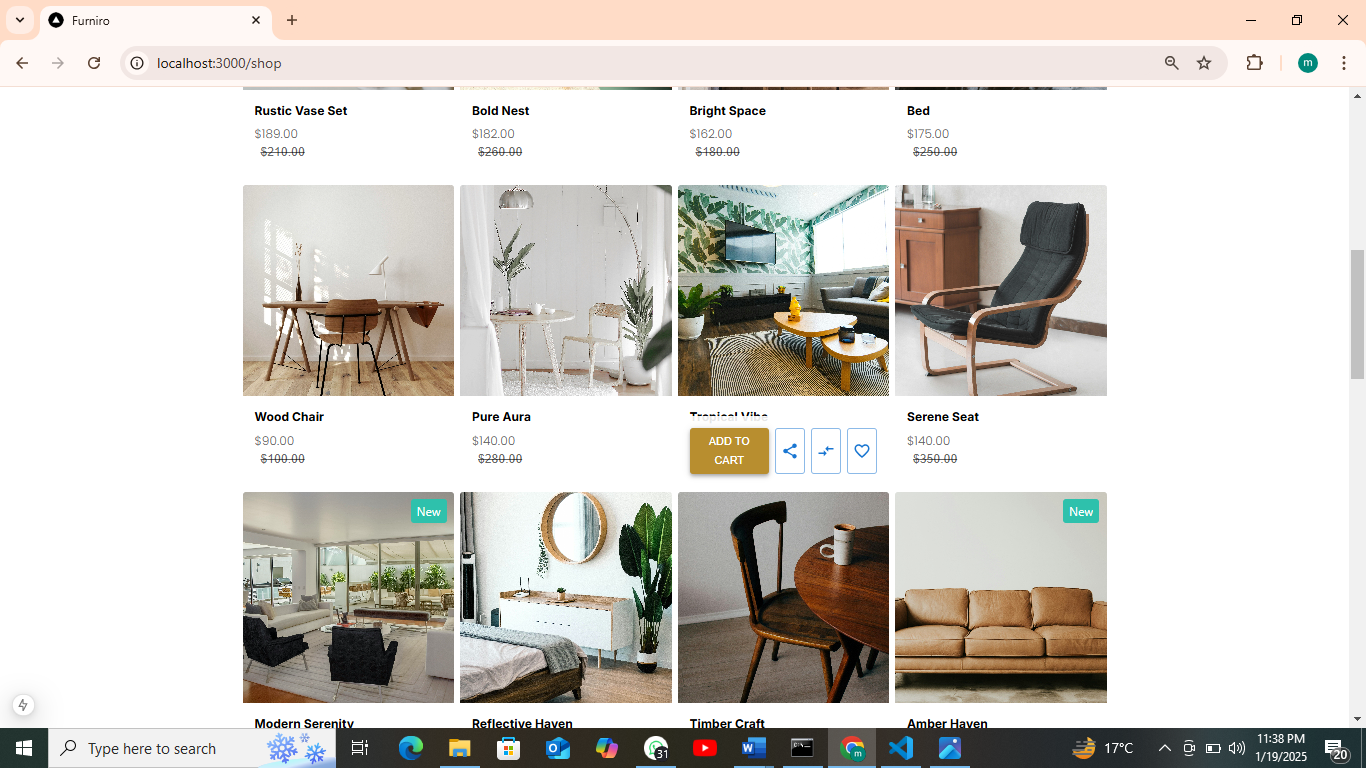 Furniro
localhost:3000/shop
m
Rustic Vase Set
Bold Nest
Bright Space
Bed
$189.00
$182.00
$162.00
$175.00
$210.00
$260.00
$180.00
$250.00
Wood Chair
Pure Aura
Tropical Vibe
Serene Seat
$90.00
$140.00
ADD TO
CART
$140.00
$100.00
$280.00
$350.00
New
New
Modern Serenity
Reflective Haven
Timber Craft
Amber Haven
Type here to search
31
17°C
11:38 PM
1/19/2025
20